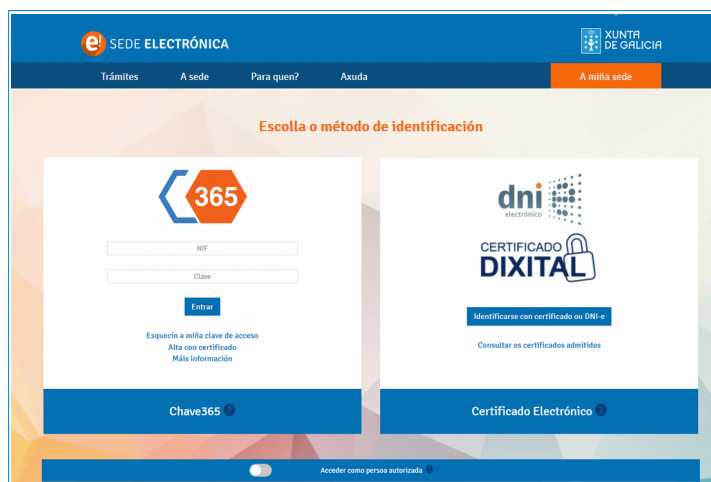 e! SEDE ELECTRÓNICA
XUNTA
DE GALICIA
Trámites A sede Para quen? Axuda A miña sede
Escolla o método de identificación
365
NIF
Clave
Entrar
Esquecín a miña clave de acceso
Alta con certificado
Máis información
Chave365 ?
dni
electrónico
CERTIFICADO
DIXITAL
Identificarse con certificado ou DNI-e
Consultar os certificados admitidos
Certificado Electrónico ?
Acceder como persoa autorizada ?